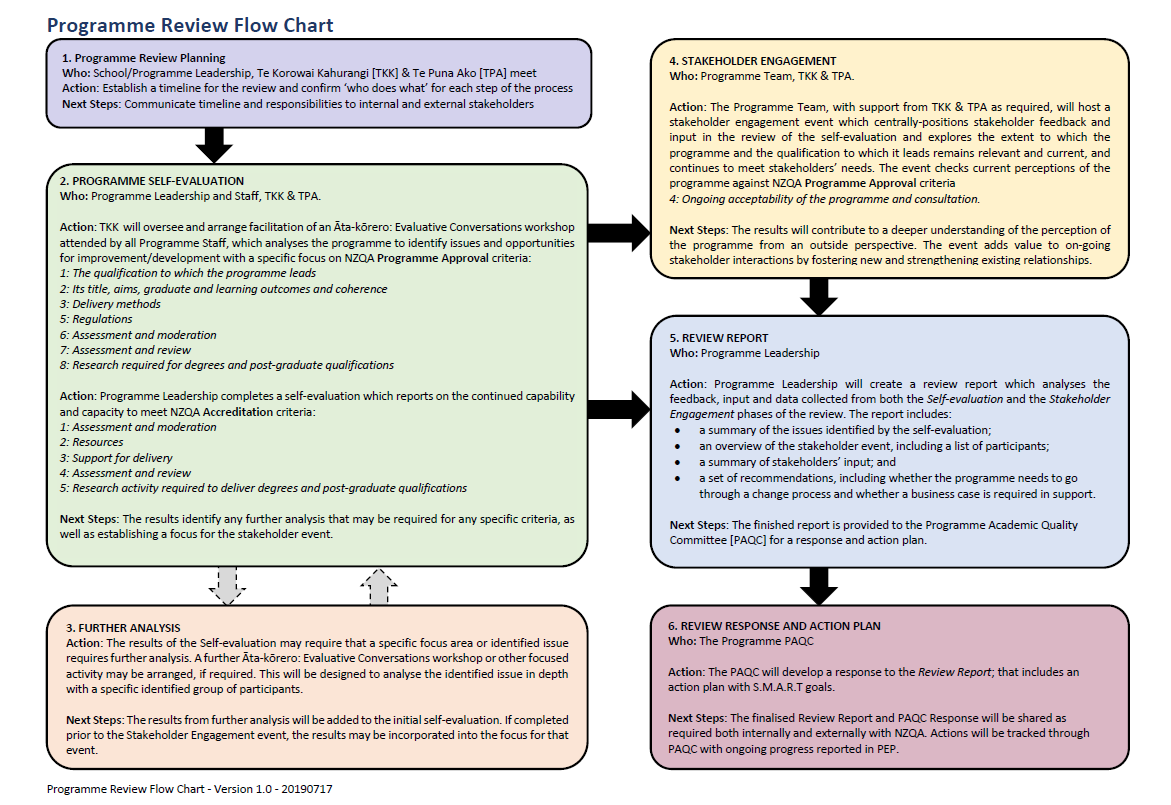 Programme Review Flow Chart
1. Programme Review Planning
Who: School/Programme Leadership, Te Korowai Kahurangi [TKK] & Te Puna Ako [TPA] meet
Action: Establish a timeline for the review and confirm ‘who does what’ for each step of the process
Next Steps: Communicate timeline and responsibilities to internal and external stakeholders
2. PROGRAMME SELF-EVALUATION
Who: Programme Leadership and Staff, TKK & TPA.
Action: TKK will oversee and arrange facilitation of an Āta-kōrero: Evaluative Conversations workshop
attended by all Programme Staff, which analyses the programme to identify issues and opportunities
for improvement/development with a specific focus on NZQA Programme Approval criteria:
1: The qualification to which the programme leads
2: Its title, aims, graduate and learning outcomes and coherence
3: Delivery methods
5: Regulations
6: Assessment and moderation
7: Assessment and review
8: Research required for degrees and post-graduate qualifications
Action: Programme Leadership completes a self-evaluation which reports on the continued capability
and capacity to meet NZQA Accreditation criteria:
1: Assessment and moderation
2: Resources
3: Support for delivery
4: Assessment and review
5: Research activity required to deliver degrees and post-graduate qualifications
Next Steps: The results identify any further analysis that may be required for any specific criteria, as
well as establishing a focus for the stakeholder event.
3. FURTHER ANALYSIS
Action: The results of the Self-evaluation may require that a specific focus area or identified issue
requires further analysis. A further Āta-kōrero: Evaluative Conversations workshop or other focused
activity may be arranged, if required. This will be designed to analyse the identified issue in depth
with a specific identified group of participants.
Next Steps: The results from further analysis will be added to the initial self-evaluation. If completed
prior to the Stakeholder Engagement event, the results may be incorporated into the focus for that
event.
4. STAKEHOLDER ENGAGEMENT
Who: Programme Team, TKK & TPA.
Action: The Programme Team, with support from TKK & TPA as required, will host a
stakeholder engagement event which centrally-positions stakeholder feedback and
input in the review of the self-evaluation and explores the extent to which the
programme and the qualification to which it leads remains relevant and current, and
continues to meet stakeholders’ needs. The event checks current perceptions of the
programme against NZQA Programme Approval criteria
4: Ongoing acceptability of the programme and consultation.
Next Steps: The results will contribute to a deeper understanding of the perception of
the programme from an outside perspective. The event adds value to on-going
stakeholder interactions by fostering new and strengthening existing relationships.
5. REVIEW REPORT
Who: Programme Leadership
Action: Programme Leadership will create a review report which analyses the
feedback, input and data collected from both the Self-evaluation and the Stakeholder
Engagement phases of the review. The report includes:
• a summary of the issues identified by the self-evaluation;
• an overview of the stakeholder event, including a list of participants;
• a summary of stakeholders’ input; and
• a set of recommendations, including whether the programme needs to go
through a change process and whether a business case is required in support.
Next Steps: The finished report is provided to the Programme Academic Quality
Committee [PAQC] for a response and action plan.
6. REVIEW RESPONSE AND ACTION PLAN
Who: The Programme PAQC
Action: The PAQC will develop a response to the Review Report; that includes an
action plan with S.M.A.R.T goals.
Next Steps: The finalised Review Report and PAQC Response will be shared as
required both internally and externally with NZQA. Actions will be tracked through
PAQC with ongoing progress reported in PEP.
Programme Review Flow Chart - Version 1.0 - 20190717